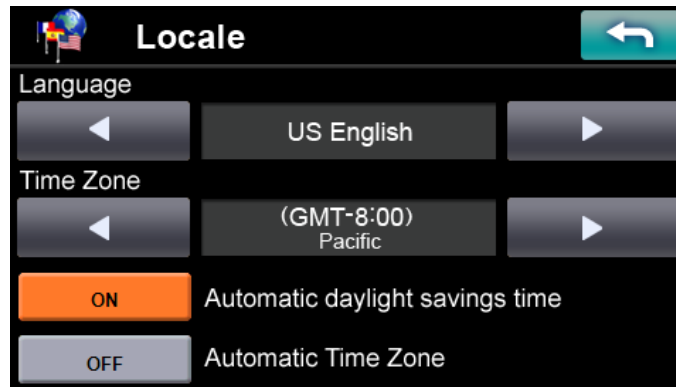 Locale
Language
US English
Time Zone
(GMT-8:00)
Pacific
ON Automatic daylight savings time
OFF Automatic Time Zone